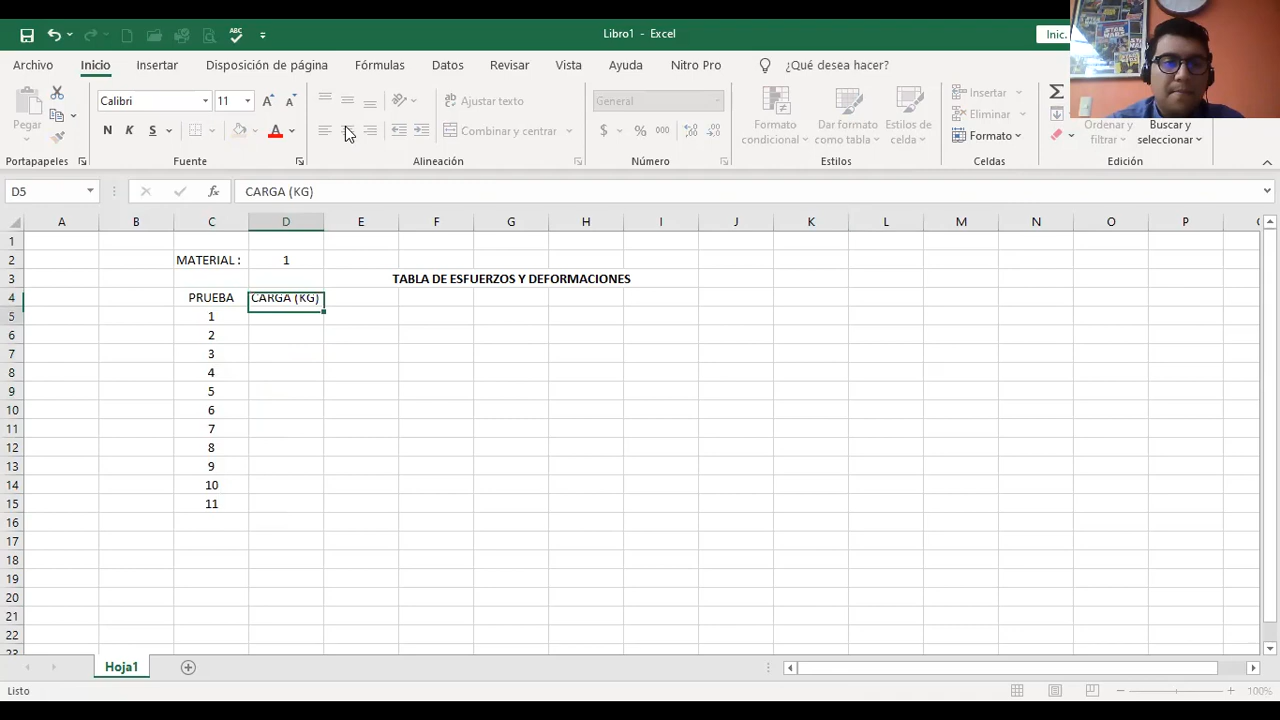 Libro1 - Excel
Inic.
STAR WARS
Archivo Inicio Insertar Disposición de página Fórmulas Datos Revisar Vista Ayuda Nitro Pro ¿Qué desea hacer?
Pegar
Calibri 11
N K S A
Ajustar texto
Combinar y centrar
General
$ % 000
Formato condicional
Dar formato como tabla
Estilos de celda
Insertar
Eliminar
Formato
Ordenar y filtrar
Buscar y seleccionar
Portapapeles Fuente Alineación Número Estilos Celdas Edición
D5 fx CARGA (KG)
A B C D E F G H I J K L M N O P
1
2 MATERIAL : 1
3 TABLA DE ESFUERZOS Y DEFORMACIONES
4 PRUEBA CARGA (KG)
5 1
6 2
7 3
8 4
9 5
10 6
11 7
12 8
13 9
14 10
15 11
16
17
18
19
20
21
22
23
Hoja1
Listo 100%